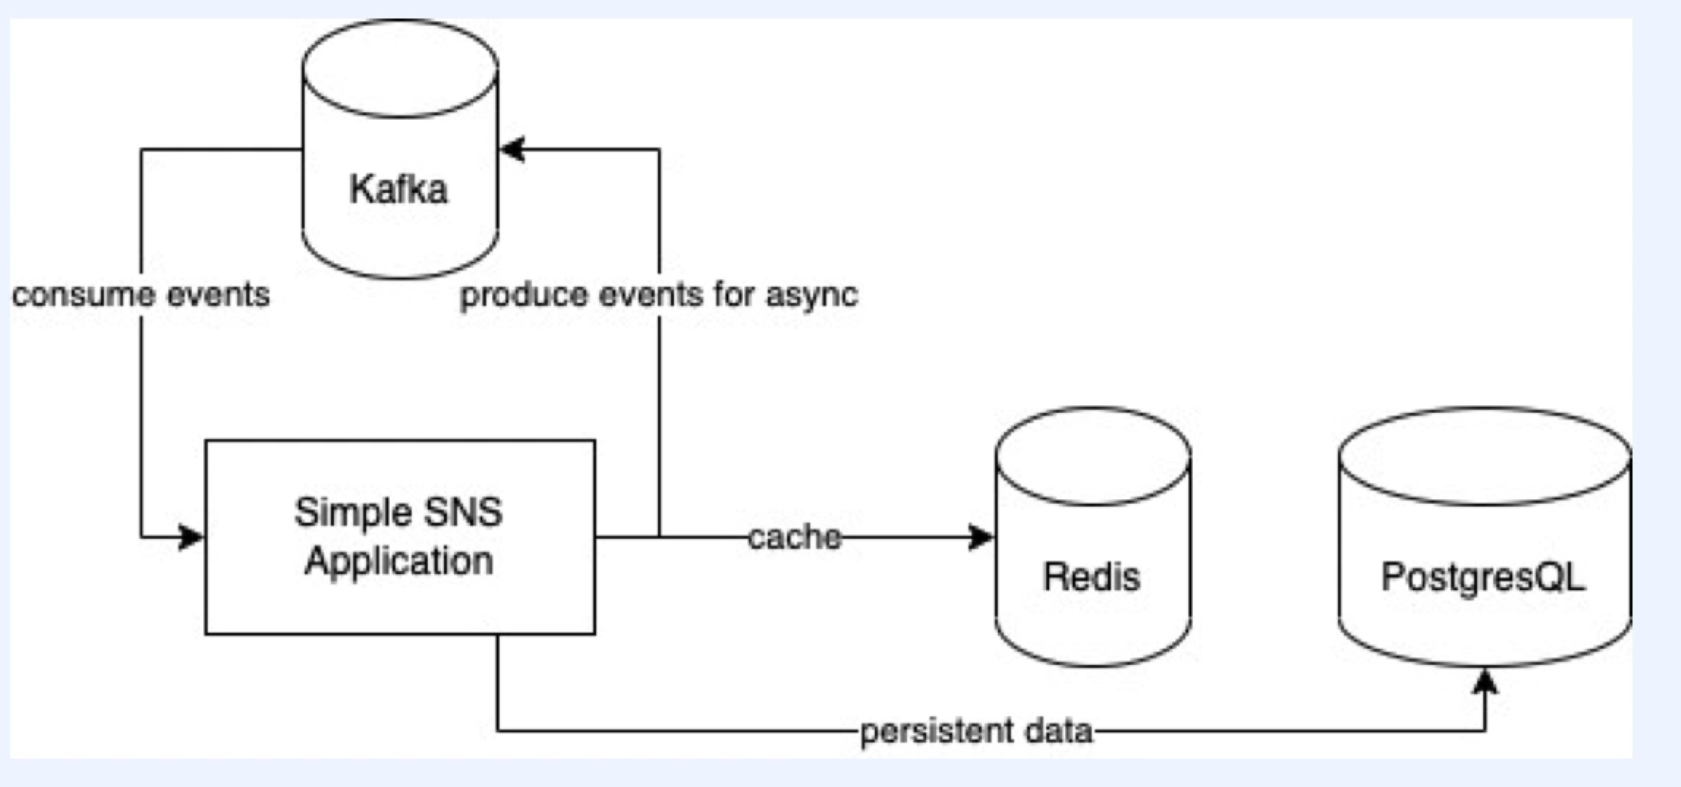 Kafka
consume events
produce events for async
Simple SNS
Application
cache
Redis
PostgresQL
persistent data